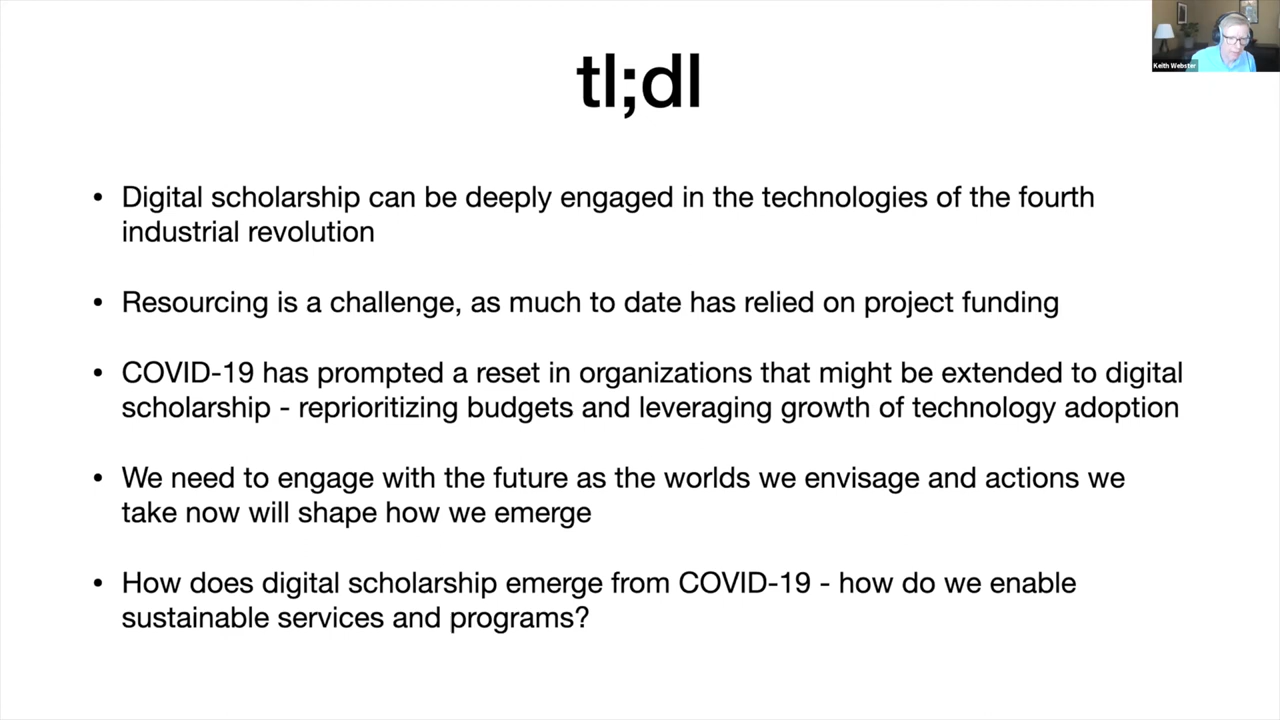 tl;dl
Keith Webster
• Digital scholarship can be deeply engaged in the technologies of the fourth
industrial revolution
• Resourcing is a challenge, as much to date has relied on project funding
• COVID-19 has prompted a reset in organizations that might be extended to digital
scholarship - reprioritizing budgets and leveraging growth of technology adoption
• We need to engage with the future as the worlds we envisage and actions we
take now will shape how we emerge
• How does digital scholarship emerge from COVID-19 - how do we enable
sustainable services and programs?